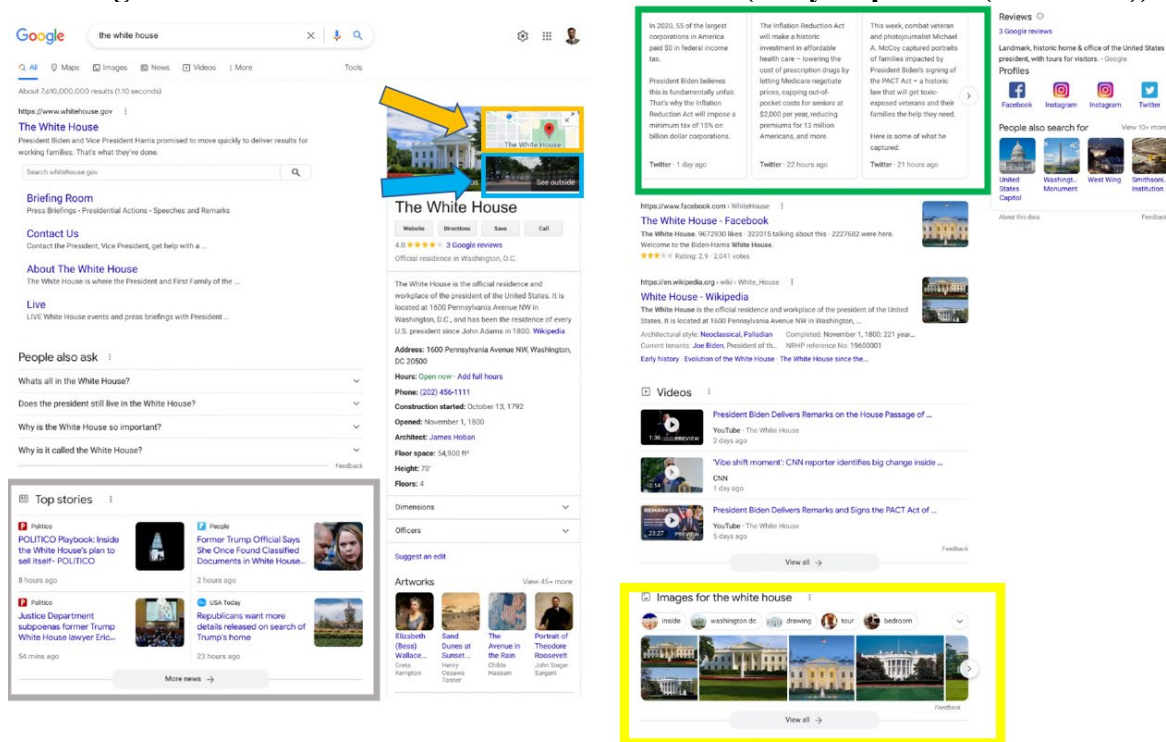 Google
the white house
All
Maps
Images
News
Videos
More
Tools
About 7,610,000,000 results (1.10 seconds)
https://www.whitehouse.gov
The White House
President Biden and Vice President Harris promised to move quickly to deliver results for
working families. That's what they've done.
Search whitehouse.gov
Briefing Room
Press Briefings - Presidential Actions - Speeches and Remarks
Contact Us
Contact the President, Vice President, get help with a ...
About The White House
The White House is where the President and First Family of the ...
Live
LIVE White House events and press briefings with President ...
People also ask
Whats all in the White House?
Does the president still live in the White House?
Why is the White House so important?
Why is it called the White House?
Feedback
Top stories
Politico
POLITICO Playbook: Inside
the White House's plan to
sell itself- POLITICO
8 hours ago
People
Former Trump Official Says
She Once Found Classified
Documents in White House...
2 hours ago
Politico
Justice Department
subpoenas former Trump
White House lawyer Eric...
54 mins ago
USA Today
Republicans want more
details released on search of
Trump's home
23 hours ago
More news →
The White House
See outside
The White House
Website
Directions
Save
Call
4.0 ★★★★★ 3 Google reviews
Official residence in Washington, D.C.
The White House is the official residence and
workplace of the president of the United States. It is
located at 1600 Pennsylvania Avenue NW in
Washington, D.C., and has been the residence of every
U.S. president since John Adams in 1800. Wikipedia
Address: 1600 Pennsylvania Avenue NW, Washington,
DC 20500
Hours: Open now · Add full hours
Phone: (202) 456-1111
Construction started: October 13, 1792
Opened: November 1, 1800
Architect: James Hoban
Floor space: 54,900 ft²
Height: 70'
Floors: 4
Dimensions
Officers
Suggest an edit
Artworks
View 45+ more
Elizabeth
(Bess)
Wallace...
Greta
Kempton
Sand
Dunes at
Sunset...
Henry
Ossawa
Tanner
The
Avenue in
the Rain
Childe
Hassam
Portrait of
Theodore
Roosevelt
John Singer
Sargent
In 2020, 55 of the largest
corporations in America
paid $0 in federal income
tax.
President Biden believes
this is fundamentally unfair.
That's why the Inflation
Reduction Act will impose a
minimum tax of 15% on
billion dollar corporations.
Twitter · 1 day ago
The Inflation Reduction Act
will make a historic
investment in affordable
health care – lowering the
cost of prescription drugs by
letting Medicare negotiate
prices, capping out-of-
pocket costs for seniors at
$2,000 per year, reducing
premiums for 13 million
Americans, and more.
Twitter · 22 hours ago
This week, combat veteran
and photojournalist Michael
A. McCoy captured portraits
of families impacted by
President Biden's signing of
the PACT Act – a historic
law that will get toxic-
exposed veterans and their
families the help they need.
Here is some of what he
captured:
Twitter · 21 hours ago
https://www.facebook.com › WhiteHouse
The White House - Facebook
The White House. 9672930 likes · 322015 talking about this · 2227682 were here.
Welcome to the Biden-Harris White House.
★★★★★ Rating: 2.9 · 2,041 votes
https://en.wikipedia.org › wiki › White_House
White House - Wikipedia
The White House is the official residence and workplace of the president of the United
States. It is located at 1600 Pennsylvania Avenue NW in Washington, ...
Architectural style: Neoclassical, Palladian
Completed: November 1, 1800; 221 year...
Current tenants: Joe Biden, President of th...
NRHP reference No: 19600001
Early history · Evolution of the White House · The White House since the...
Videos
1:36
PREVIEW
President Biden Delivers Remarks on the House Passage of ...
YouTube · The White House
2 days ago
3:14
'Vibe shift moment': CNN reporter identifies big change inside ...
CNN
1 day ago
REMARKS
23:27
PREVIEW
President Biden Delivers Remarks and Signs the PACT Act of ...
YouTube · The White House
5 days ago
Feedback
View all →
Images for the white house
inside
washington dc
drawing
tour
bedroom
Feedback
View all →
Reviews
3 Google reviews
Landmark, historic home & office of the United States
president, with tours for visitors. - Google
Profiles
Facebook
Instagram
Instagram
Twitter
People also search for
View 10+ more
United
States
Capitol
Washingt...
Monument
West Wing
Smithsoni...
Institution
About this data
Feedback